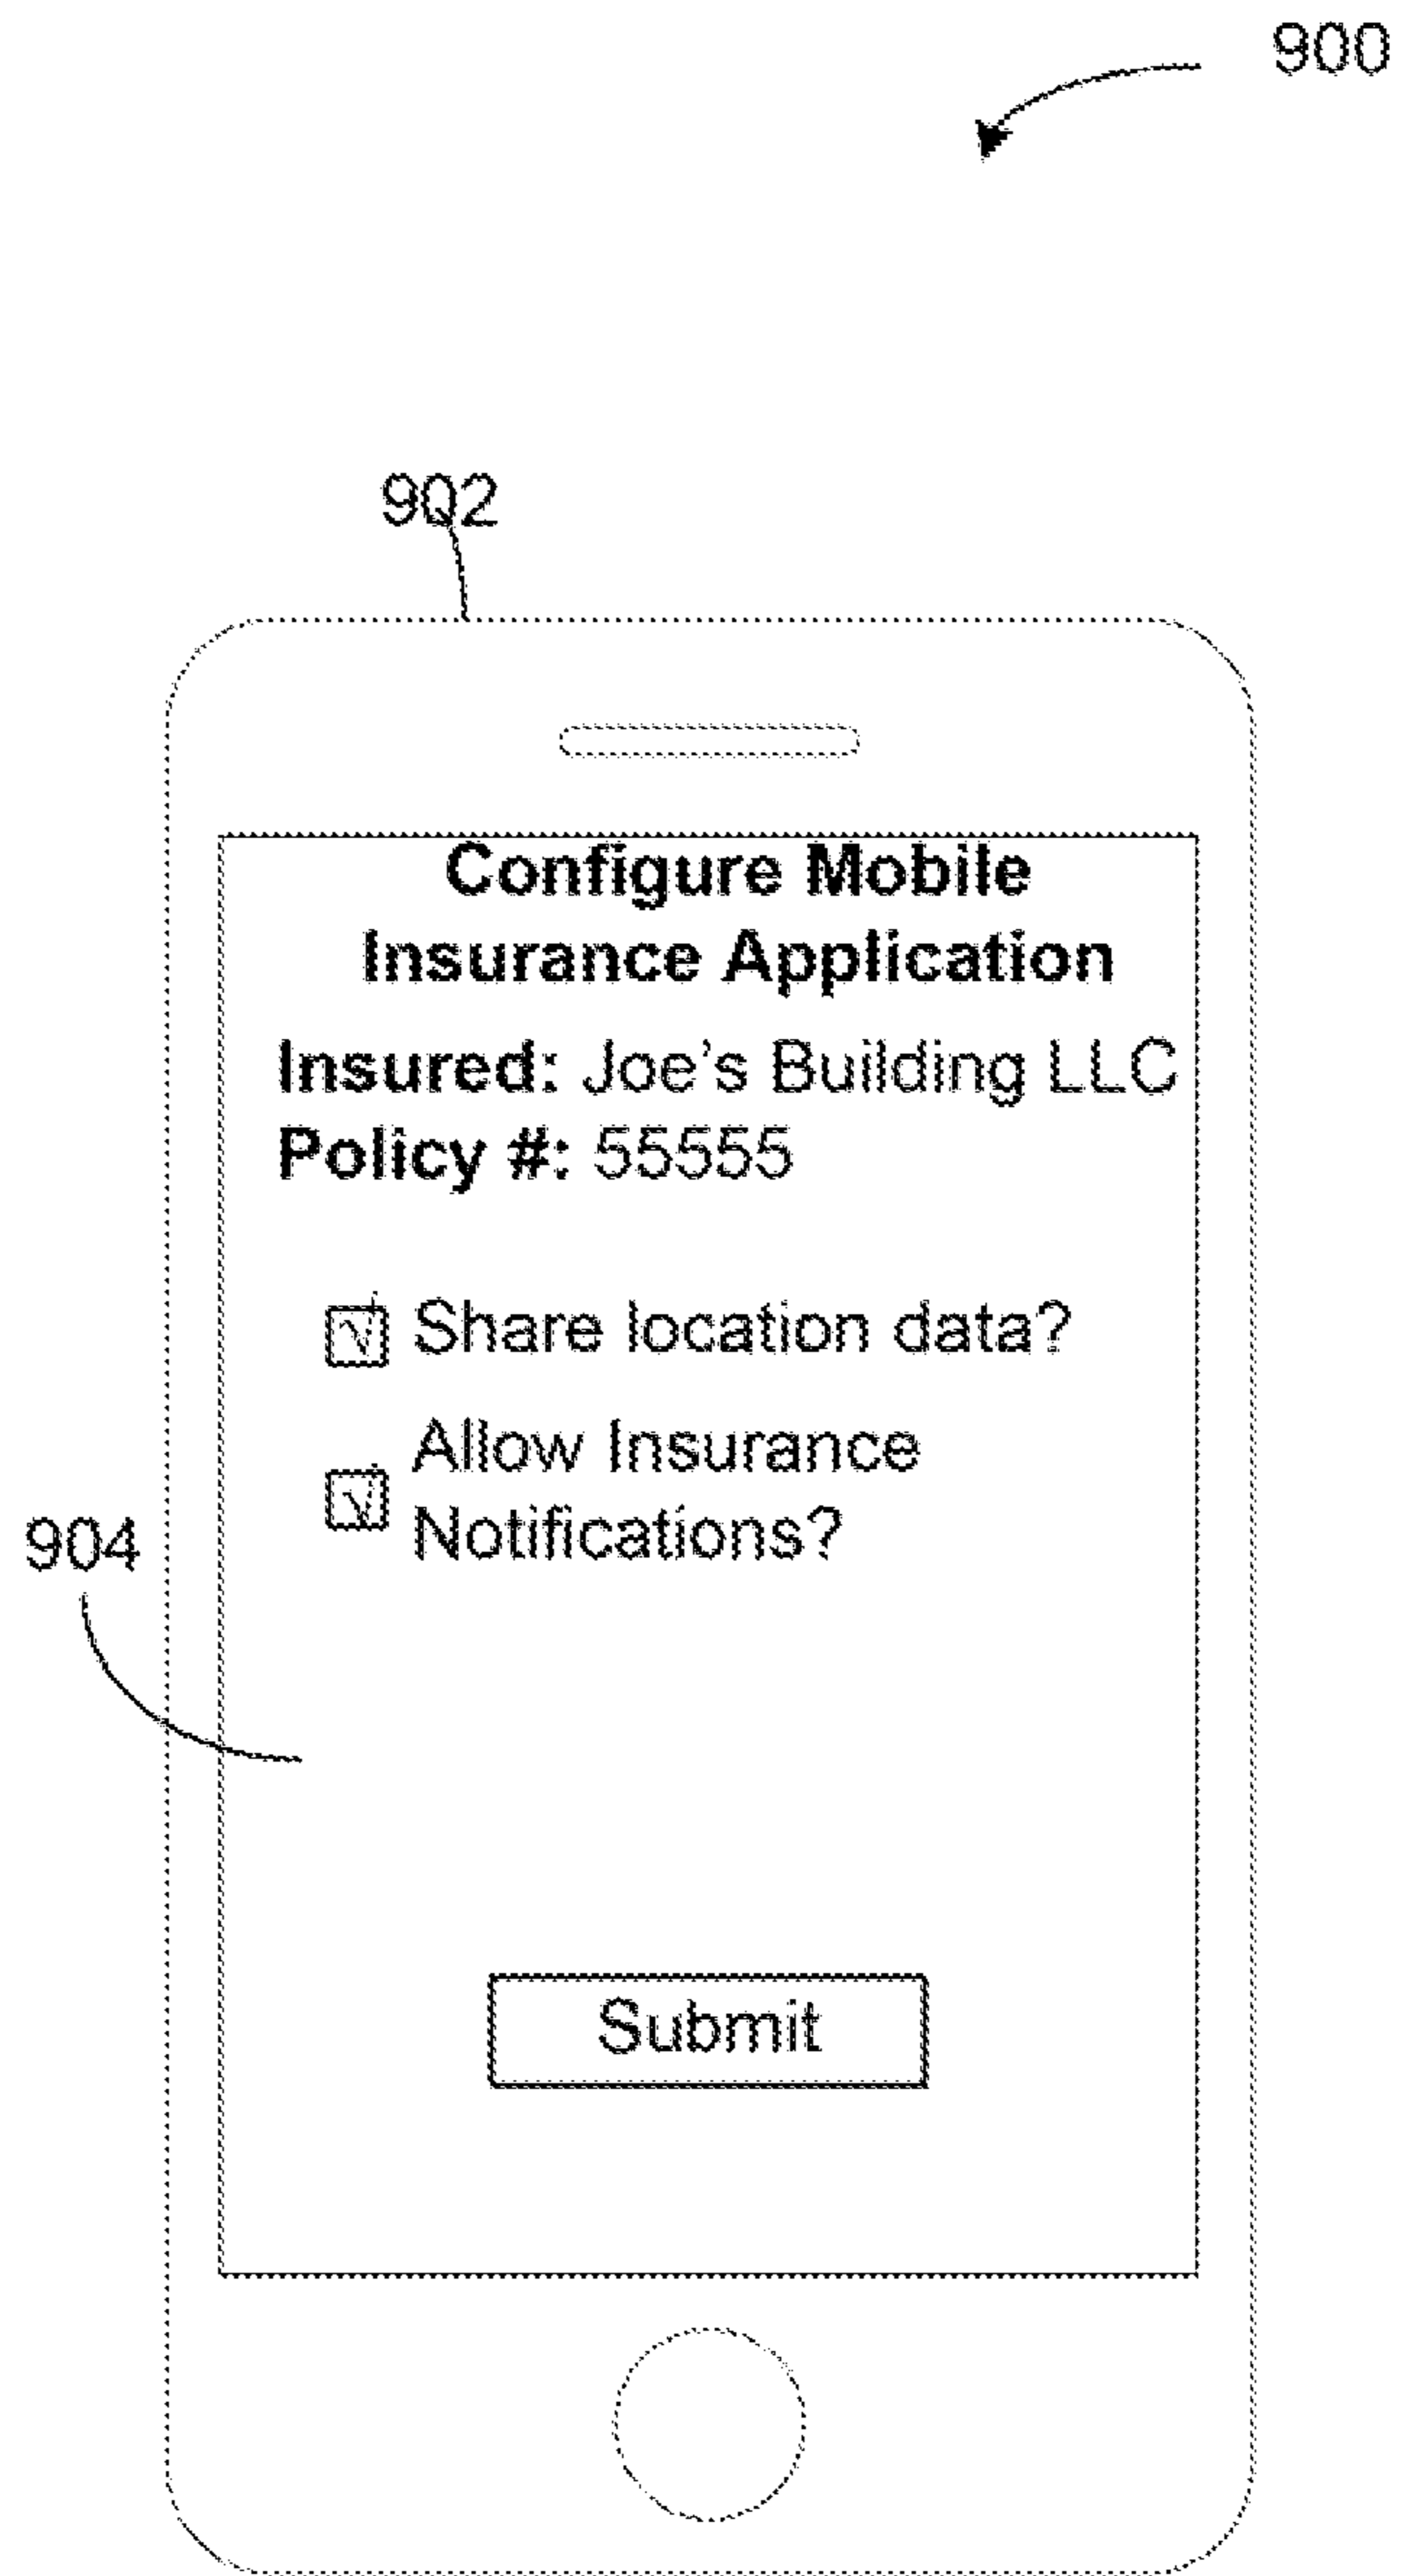 900
902
Configure Mobile
Insurance Application
Insured: Joe's Building LLC
Policy #: 55555
Share location data?
Allow Insurance
Notifications?
904
Submit